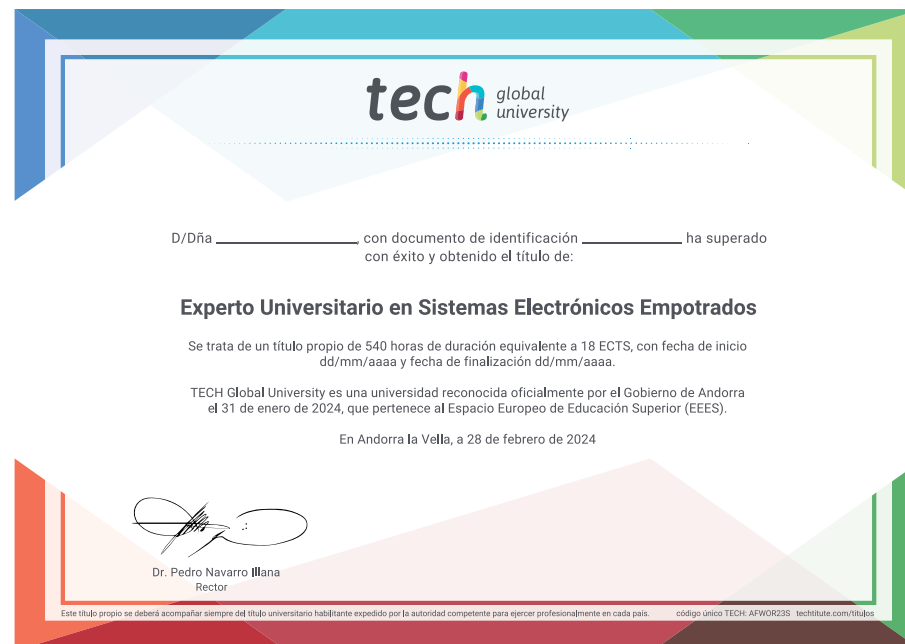 tech global university
D/Dña ______________, con documento de identificación __________ ha superado
con éxito y obtenido el título de:
Experto Universitario en Sistemas Electrónicos Empotrados
Se trata de un título propio de 540 horas de duración equivalente a 18 ECTS, con fecha de inicio
dd/mm/aaaa y fecha de finalización dd/mm/aaaa.
TECH Global University es una universidad reconocida oficialmente por el Gobierno de Andorra
el 31 de enero de 2024, que pertenece al Espacio Europeo de Educación Superior (EEES).
En Andorra la Vella, a 28 de febrero de 2024
Dr. Pedro Navarro Illana
Rector
Este título propio se deberá acompañar siempre del título universitario habilitante expedido por la autoridad competente para ejercer profesionalmente en cada país. código único TECH: AFWOR23S techtitute.com/titulos